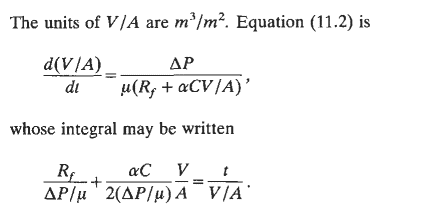 The units of V/A are m³/m². Equation (11.2) is
d(V/A)/dt = ΔP/μ(R_f + αCV/A),
whose integral may be written
R_f/ΔP/μ + αC/2(ΔP/μ) V/A = t/V/A.